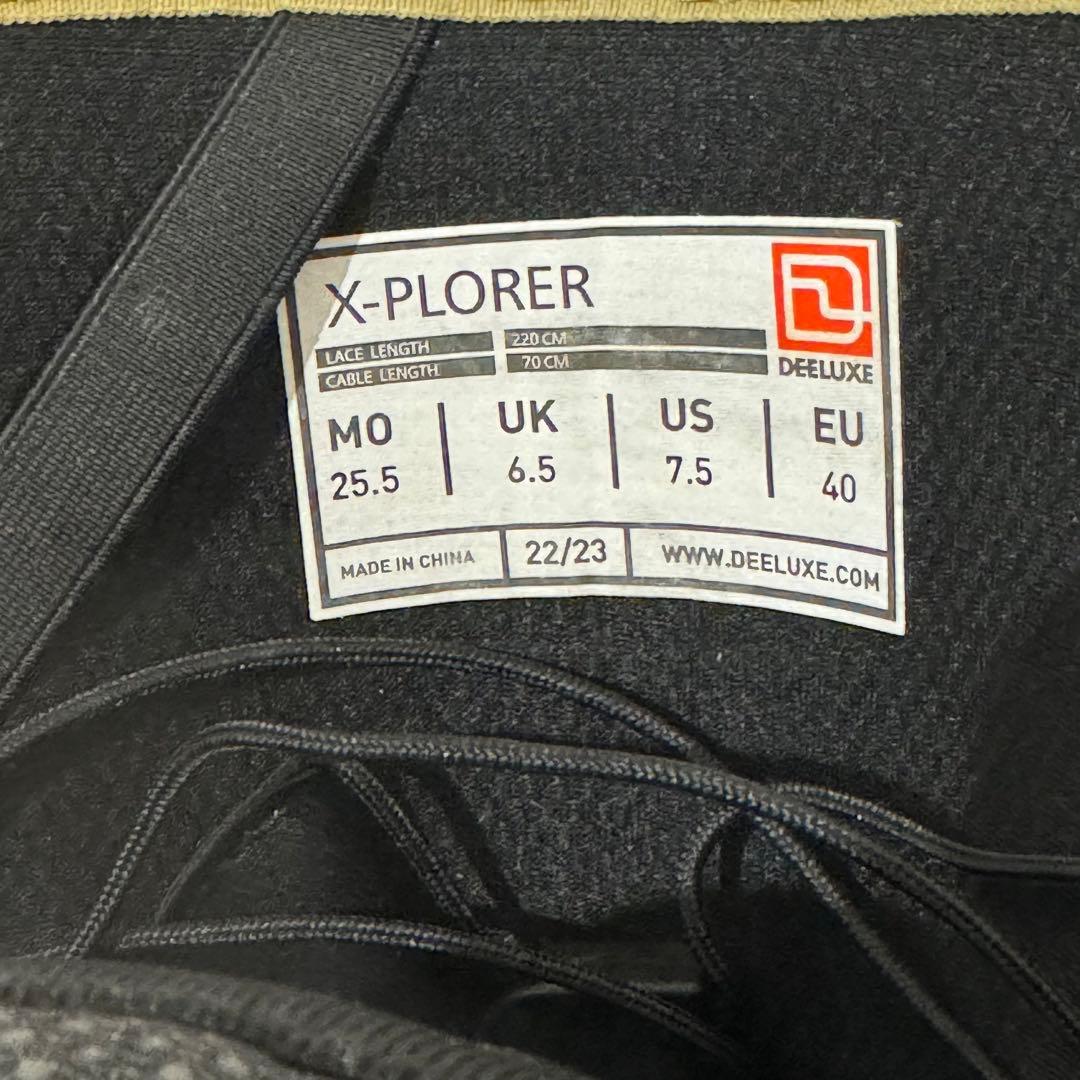 X-PLORER
LACE LENGTH 220 CM
CABLE LENGTH 70 CM
DEELUXE
MO UK US EU
25.5 6.5 7.5 40
MADE IN CHINA 22/23 WWW.DEELUXE.COM